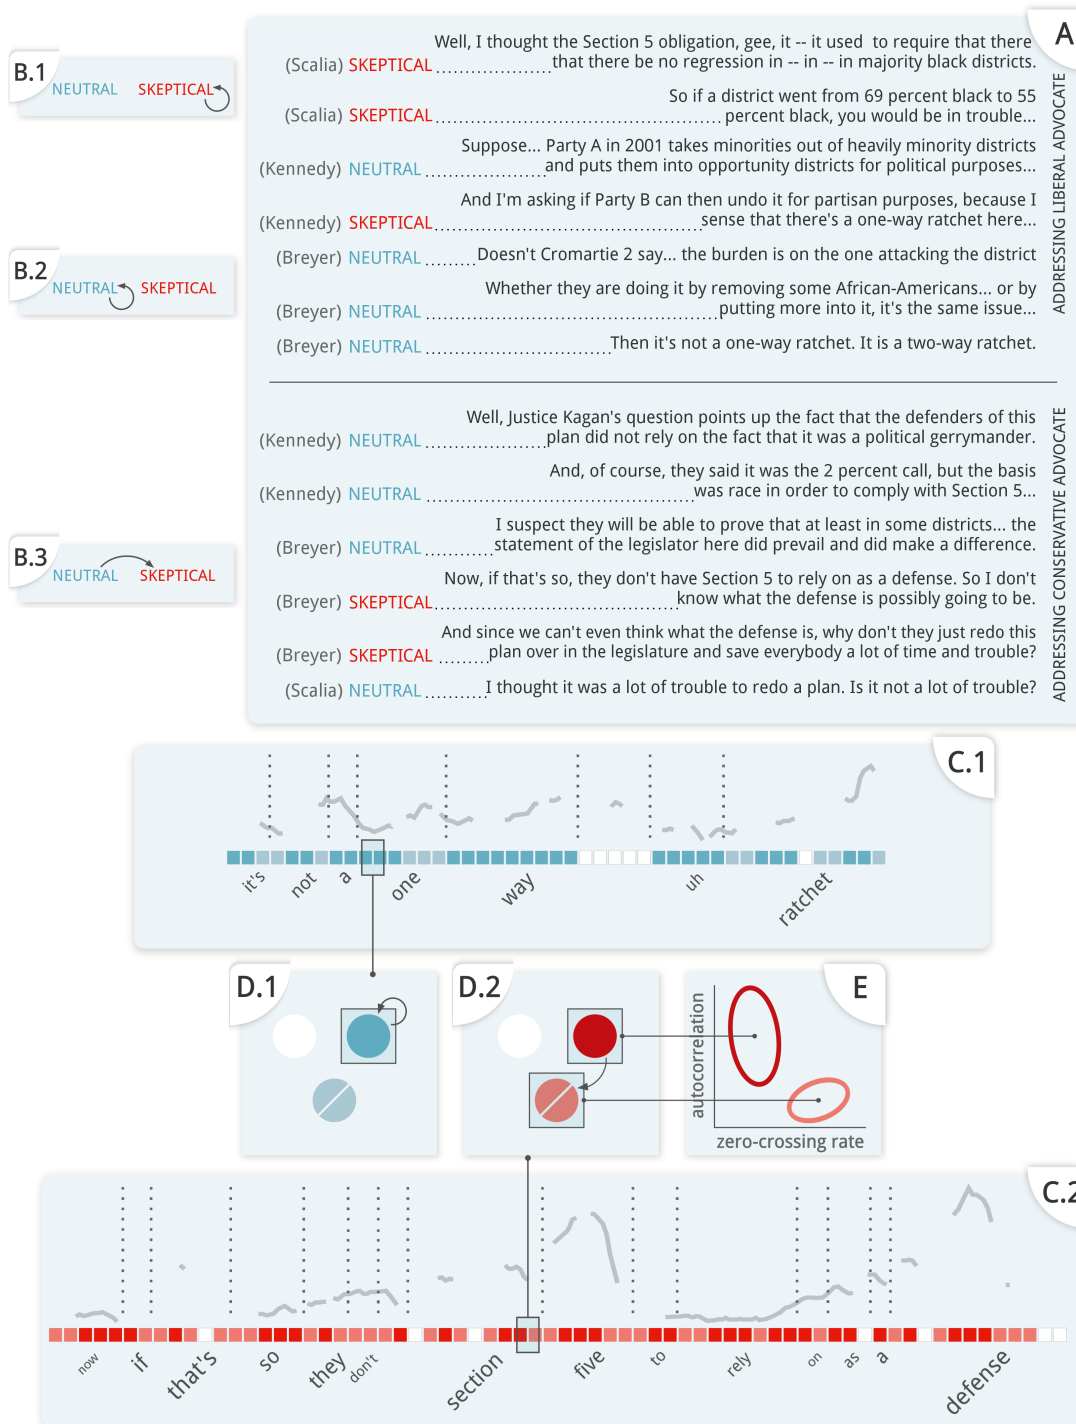 A
B.1
NEUTRAL SKEPTICAL
B.2
NEUTRAL SKEPTICAL
B.3
NEUTRAL SKEPTICAL
Well, I thought the Section 5 obligation, gee, it -- it used to require that there
(Scalia) SKEPTICAL ....................that there be no regression in -- in -- in majority black districts.
So if a district went from 69 percent black to 55
(Scalia) SKEPTICAL .................................................. percent black, you would be in trouble...
Suppose... Party A in 2001 takes minorities out of heavily minority districts
(Kennedy) NEUTRAL .....................and puts them into opportunity districts for political purposes...
And I'm asking if Party B can then undo it for partisan purposes, because I
(Kennedy) SKEPTICAL...............................................sense that there's a one-way ratchet here...
(Breyer) NEUTRAL .........Doesn't Cromartie 2 say... the burden is on the one attacking the district
Whether they are doing it by removing some African-Americans... or by
(Breyer) NEUTRAL ...................................................putting more into it, it's the same issue...
(Breyer) NEUTRAL ................................Then it's not a one-way ratchet. It is a two-way ratchet.
ADDRESSING LIBERAL ADVOCATE
Well, Justice Kagan's question points up the fact that the defenders of this
(Kennedy) NEUTRAL .....................plan did not rely on the fact that it was a political gerrymander.
And, of course, they said it was the 2 percent call, but the basis
(Kennedy) NEUTRAL ..............................................was race in order to comply with Section 5...
I suspect they will be able to prove that at least in some districts... the
(Breyer) NEUTRAL ............statement of the legislator here did prevail and did make a difference.
Now, if that's so, they don't have Section 5 to rely on as a defense. So I don't
(Breyer) SKEPTICAL..........................................know what the defense is possibly going to be.
And since we can't even think what the defense is, why don't they just redo this
(Breyer) SKEPTICAL .........plan over in the legislature and save everybody a lot of time and trouble?
(Scalia) NEUTRAL ...........I thought it was a lot of trouble to redo a plan. Is it not a lot of trouble?
ADDRESSING CONSERVATIVE ADVOCATE
C.1
it's not a one way uh ratchet
D.1
D.2
E
autocorrelation
zero-crossing rate
C.2
now if that's so they don't section five to rely on as a defense